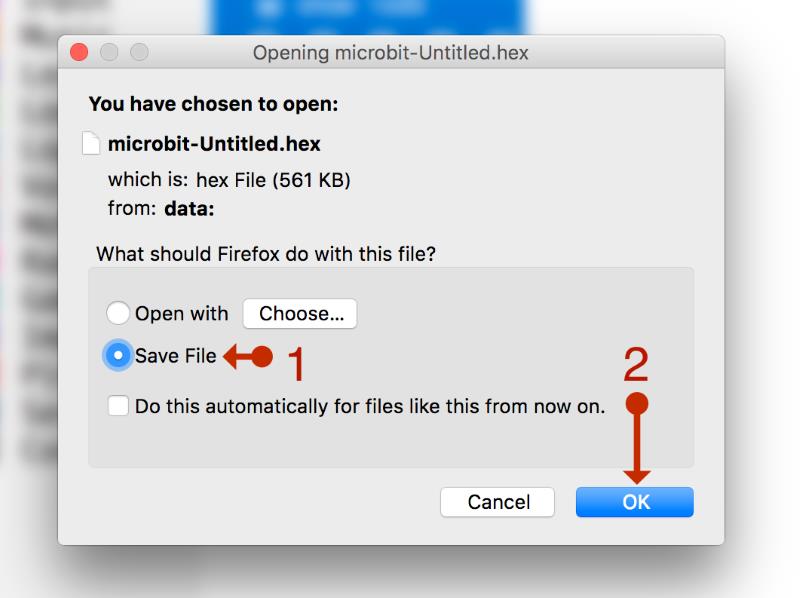 Opening microbit-Untitled.hex
You have chosen to open:
microbit-Untitled.hex
which is: hex File (561 KB)
from: data:
What should Firefox do with this file?
Open with Choose...
Save File 1
2
Do this automatically for files like this from now on.
Cancel OK